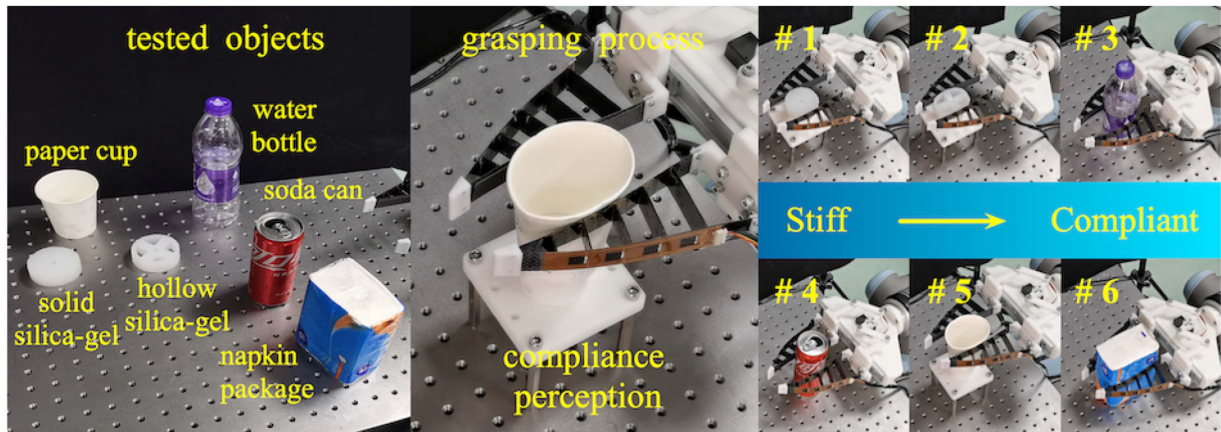 tested objects
paper cup
water
bottle
soda can
solid
silica-gel
hollow
silica-gel
napkin
package
grasping process
compliance
perception
# 1
# 2
# 3
Stiff
Compliant
# 4
# 5
# 6